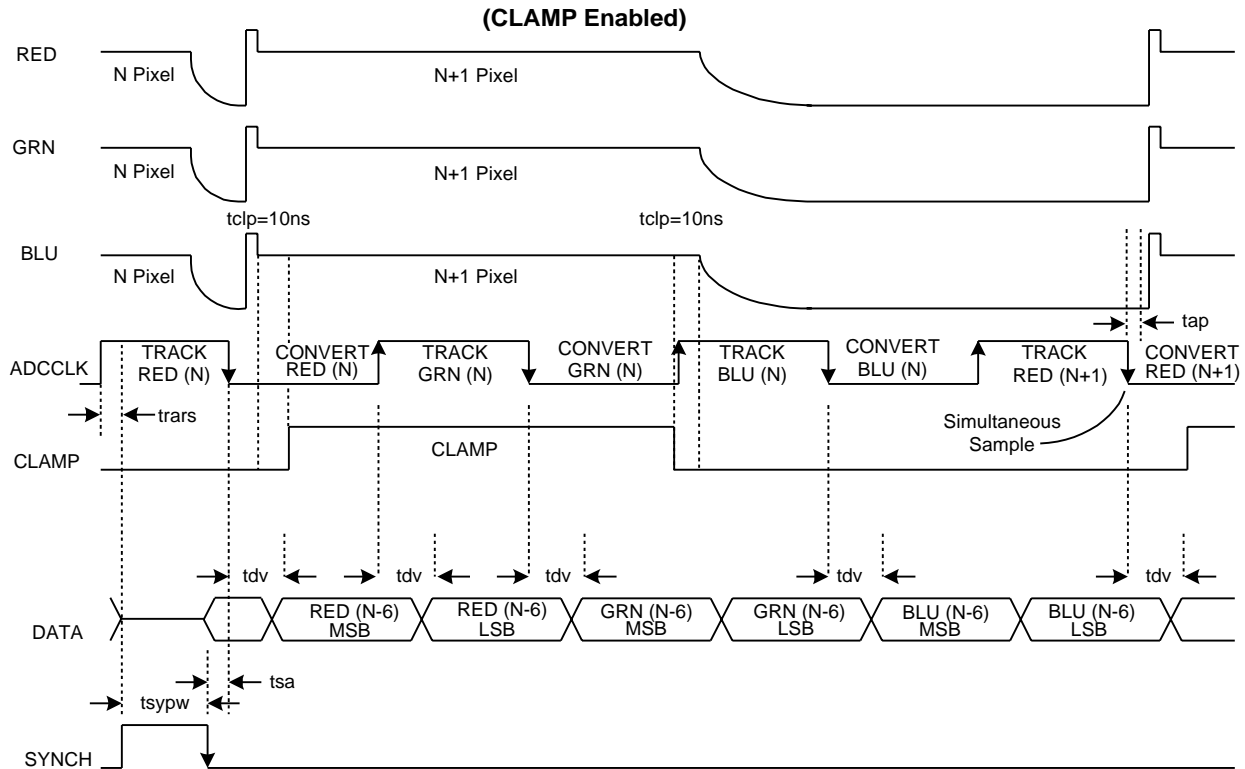 (CLAMP Enabled)
RED
N Pixel
N+1 Pixel
GRN
N Pixel
N+1 Pixel
tclp=10ns
tclp=10ns
BLU
N Pixel
N+1 Pixel
tap
ADCCLK
TRACK
RED (N)
CONVERT
RED (N)
TRACK
GRN (N)
CONVERT
GRN (N)
TRACK
BLU (N)
CONVERT
BLU (N)
TRACK
RED (N+1)
CONVERT
RED (N+1)
trars
Simultaneous
Sample
CLAMP
CLAMP
tdv
tdv
tdv
tdv
tdv
DATA
RED (N-6)
MSB
RED (N-6)
LSB
GRN (N-6)
MSB
GRN (N-6)
LSB
BLU (N-6)
MSB
BLU (N-6)
LSB
tsa
tsypw
SYNCH